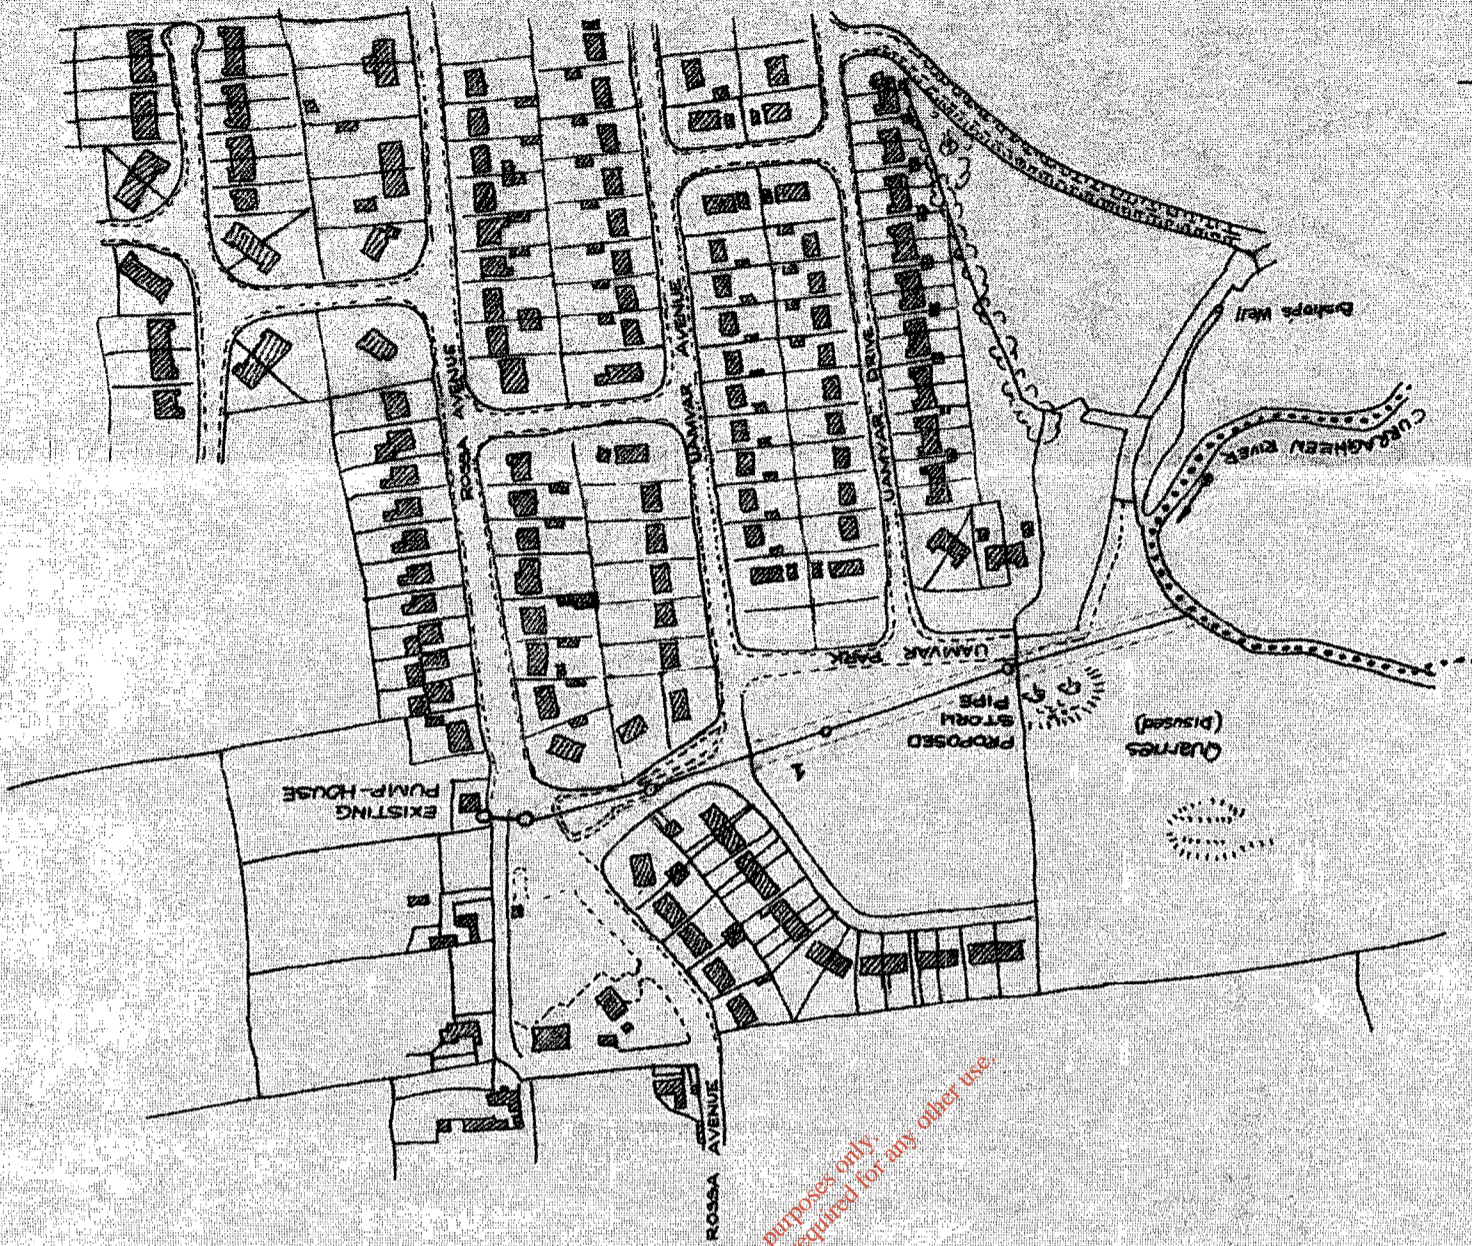 ROSSA AVENUE
UAMVAR AVENUE
UAMVAR DRIVE
Bishops Well
CURRAGHEEN RIVER
UAMVAR PARK
PROPOSED
STORM
PIPE
Quarries
(Disused)
1
EXISTING
PUMP-HOUSE
ROSSA AVENUE
purposes only.
required for any other use.